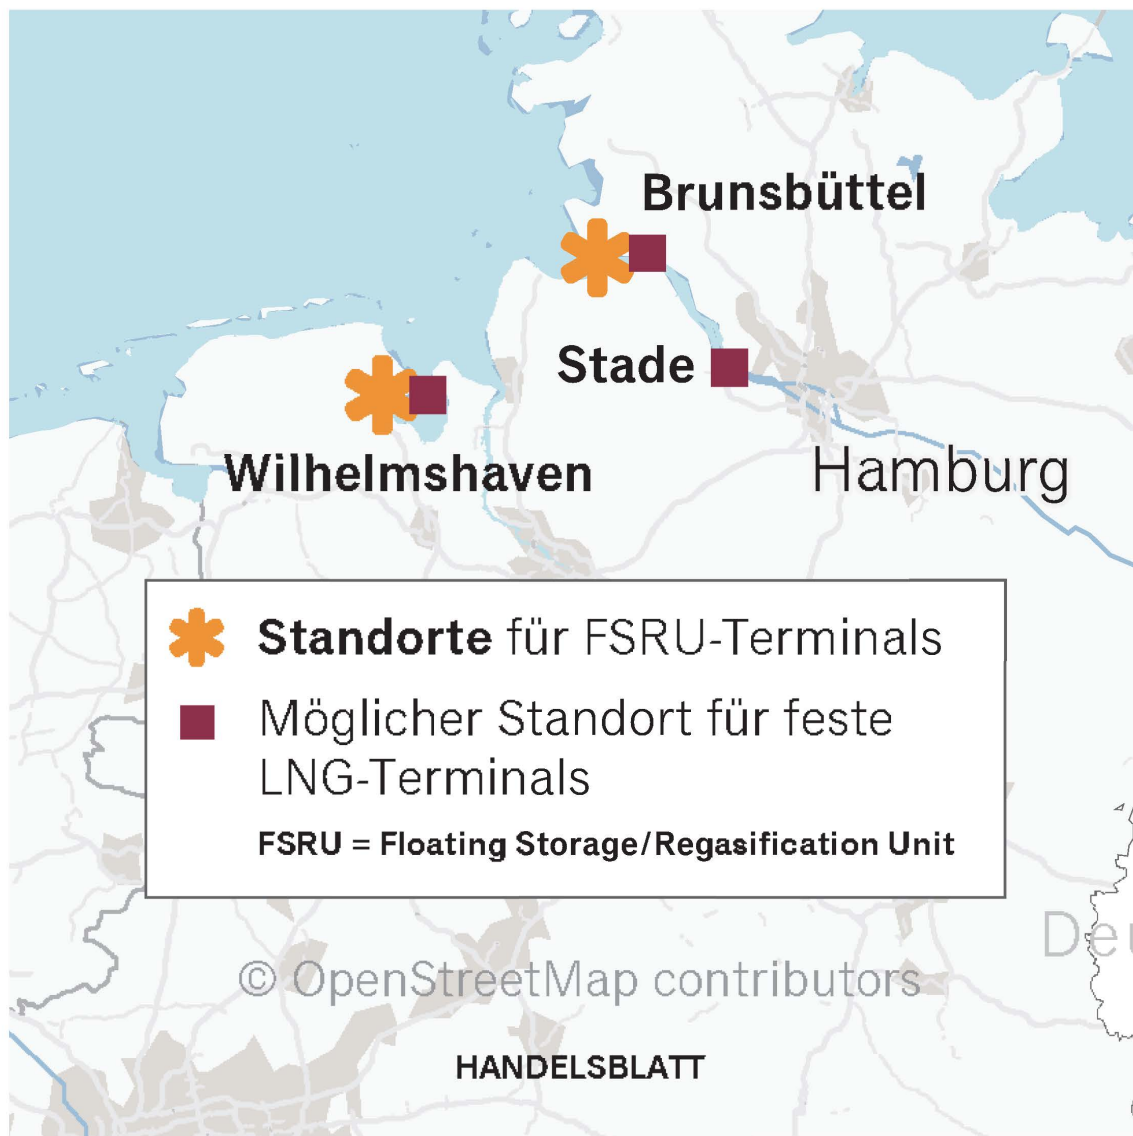 Brunsbüttel
Stade
Wilhelmshaven
Hamburg
Standorte für FSRU-Terminals
Möglicher Standort für feste
LNG-Terminals
FSRU = Floating Storage/Regasification Unit
Deu
© OpenStreetMap contributors
HANDELSBLATT